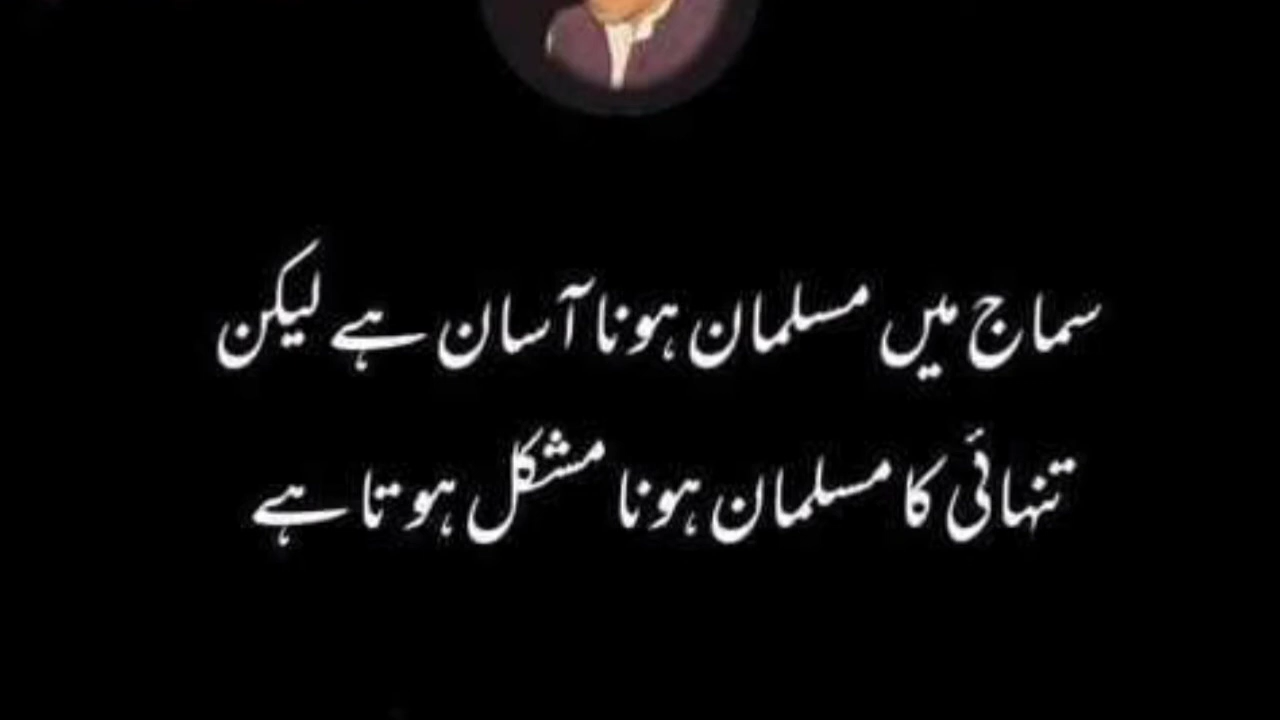 سماج میں مسلمان ہونا آسان ہے لیکن
تنہائی کا مسلمان ہونا مشکل ہوتا ہے